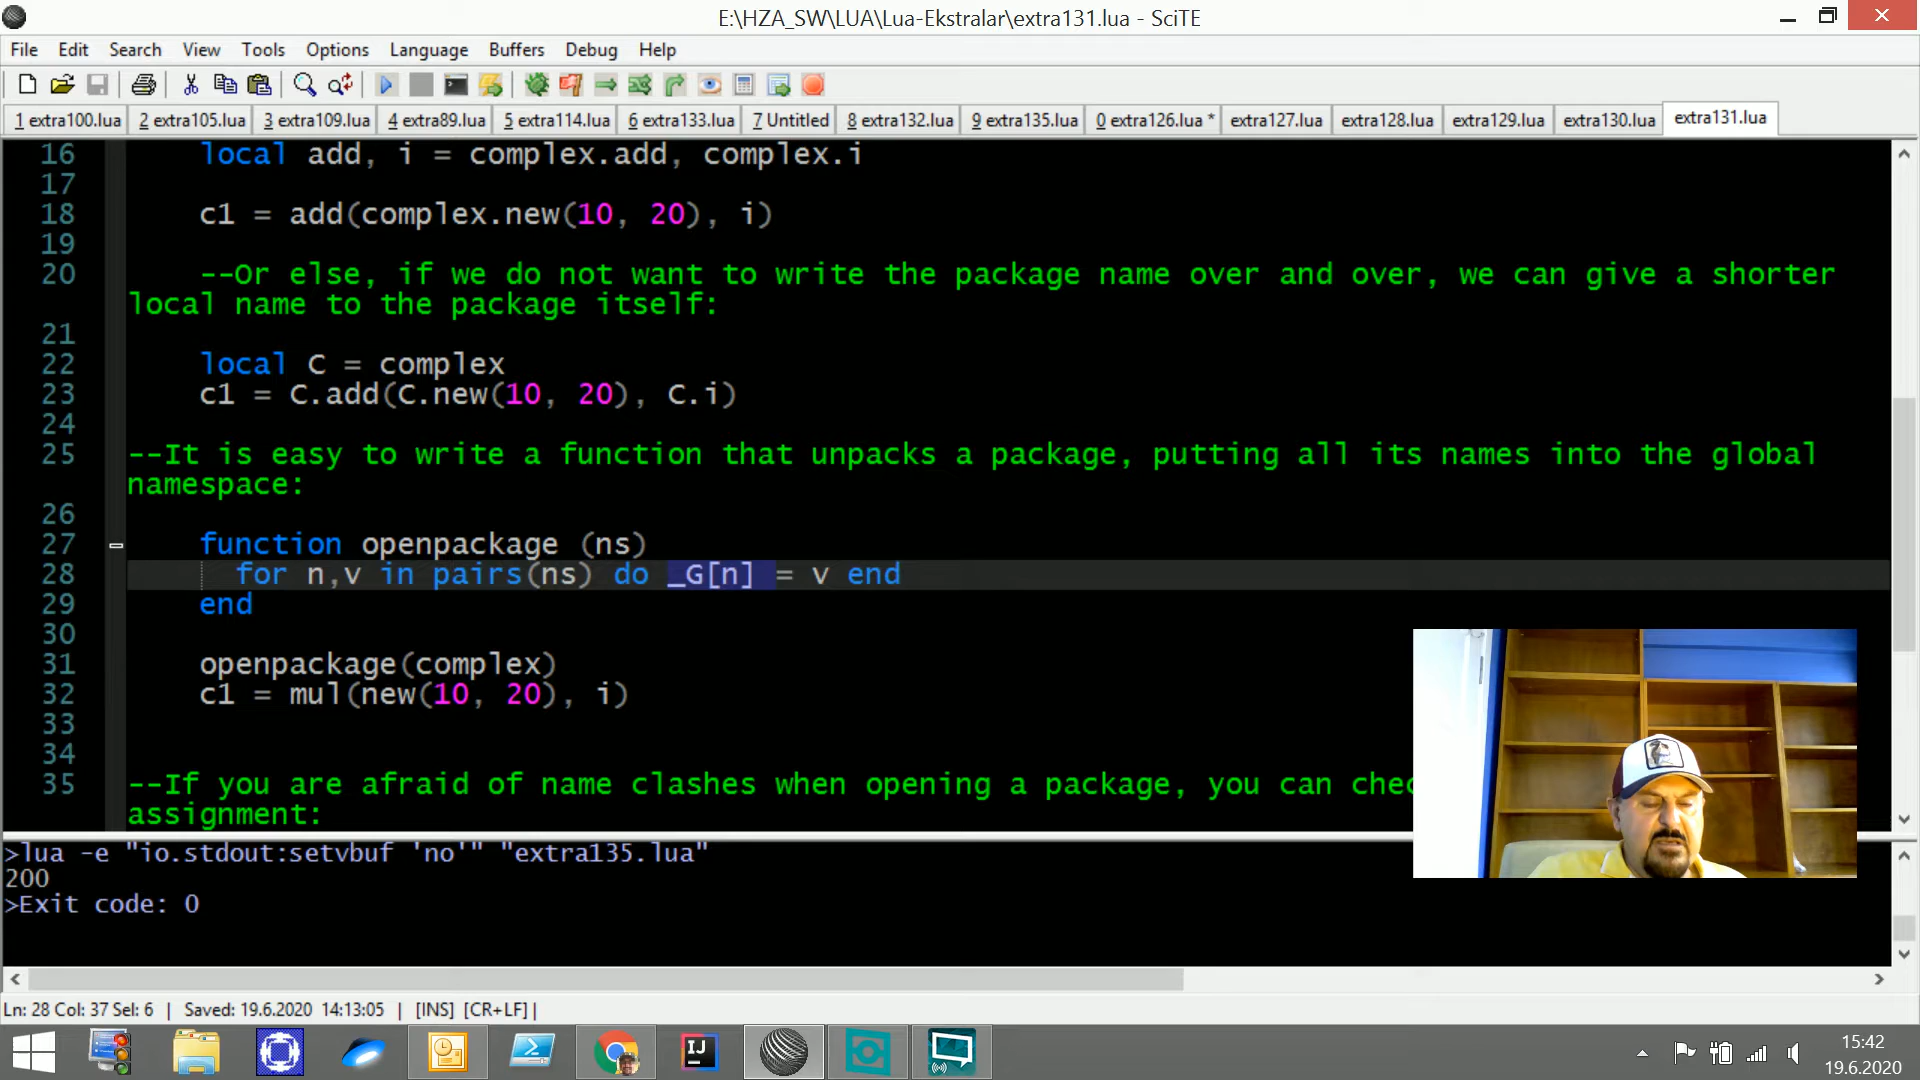 E:\HZA_SW\LUA\Lua-Ekstralar\extra131.lua - SciTE
File Edit Search View Tools Options Language Buffers Debug Help
1 extra100.lua 2 extra105.lua 3 extra109.lua 4 extra89.lua 5 extra114.lua 6 extra133.lua 7 Untitled 8 extra132.lua 9 extra135.lua 0 extra126.lua * extra127.lua extra128.lua extra129.lua extra130.lua extra131.lua
16 local add, i = complex.add, complex.i
17
18 c1 = add(complex.new(10, 20), i)
19
20 --Or else, if we do not want to write the package name over and over, we can give a shorter
local name to the package itself:
21
22 local C = complex
23 c1 = C.add(C.new(10, 20), C.i)
24
25 --It is easy to write a function that unpacks a package, putting all its names into the global
namespace:
26
27 function openpackage (ns)
28 for n,v in pairs(ns) do _G[n] = v end
29 end
30
31 openpackage(complex)
32 c1 = mul(new(10, 20), i)
33
34
35 --If you are afraid of name clashes when opening a package, you can chec
assignment:
>lua -e "io.stdout:setvbuf 'no'" "extra135.lua"
200
>Exit code: 0
Ln: 28 Col: 37 Sel: 6 | Saved: 19.6.2020 14:13:05 | [INS] [CR+LF] |
IJ
15:42
19.6.2020